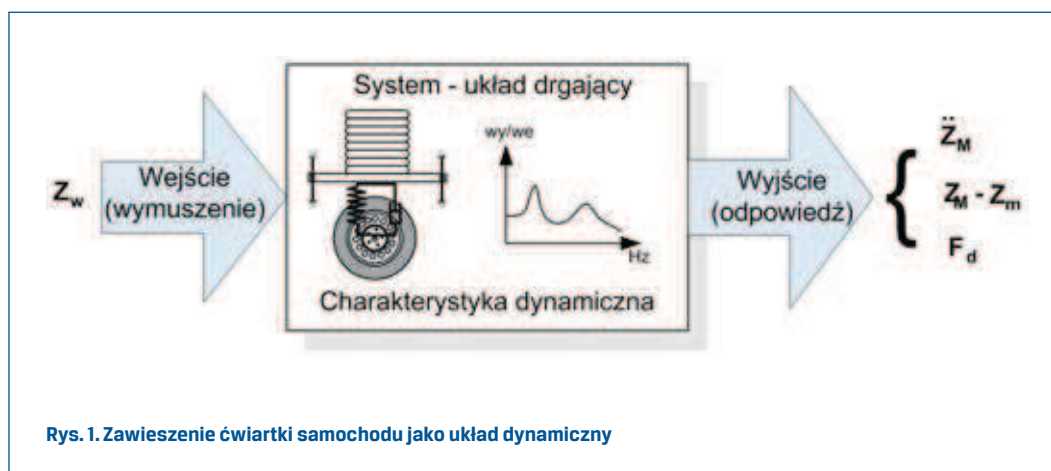 System - układ drgający
wy/we
Hz
Charakterystyka dynamiczna
Z_w
Wejście
(wymuszenie)
Wyjście
(odpowiedź)
Z̈_M
Z_M - Z_m
F_d
Rys. 1. Zawieszenie ćwiartki samochodu jako układ dynamiczny